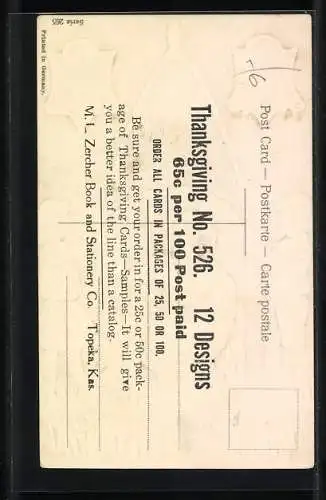 Post Card — Postkarte — Carte postale
-6
Thanksgiving No. 526. 12 Designs
65c per 100 Post paid
ORDER ALL CARDS IN PACKAGES OF 25, 50 OR 100.
Be sure and get your order in for a 25c or 50c pack-
age of Thanksgiving Cards—Samples—It will give
you a better idea of the line than a catalog-
M. L. Zercher Book and Stationery Co. Topeka, Kas.
Serie 265
Printed in Germany.